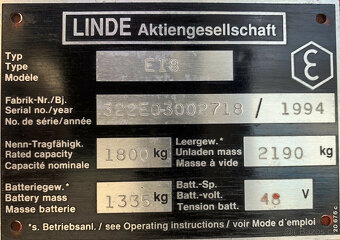 LINDE Aktiengesellschaft
Typ
Type E18
Modèle
ε
Fabrik-Nr./Bj.
Serial no./year 322E03002718 / 1994
No. de série/année
Nenn-Tragfähigk. Leergew.*
Rated capacity 1800 kg Unladen mass 2190 kg
Capacité nominale Masse à vide
Batteriegew.* Batt.-Sp.
Battery mass 1335 kg Batt.-volt. 48 V
Masse batterie Tension batt.
*s. Betriebsanl. / see Operating instructions / voir Mode d'emploi